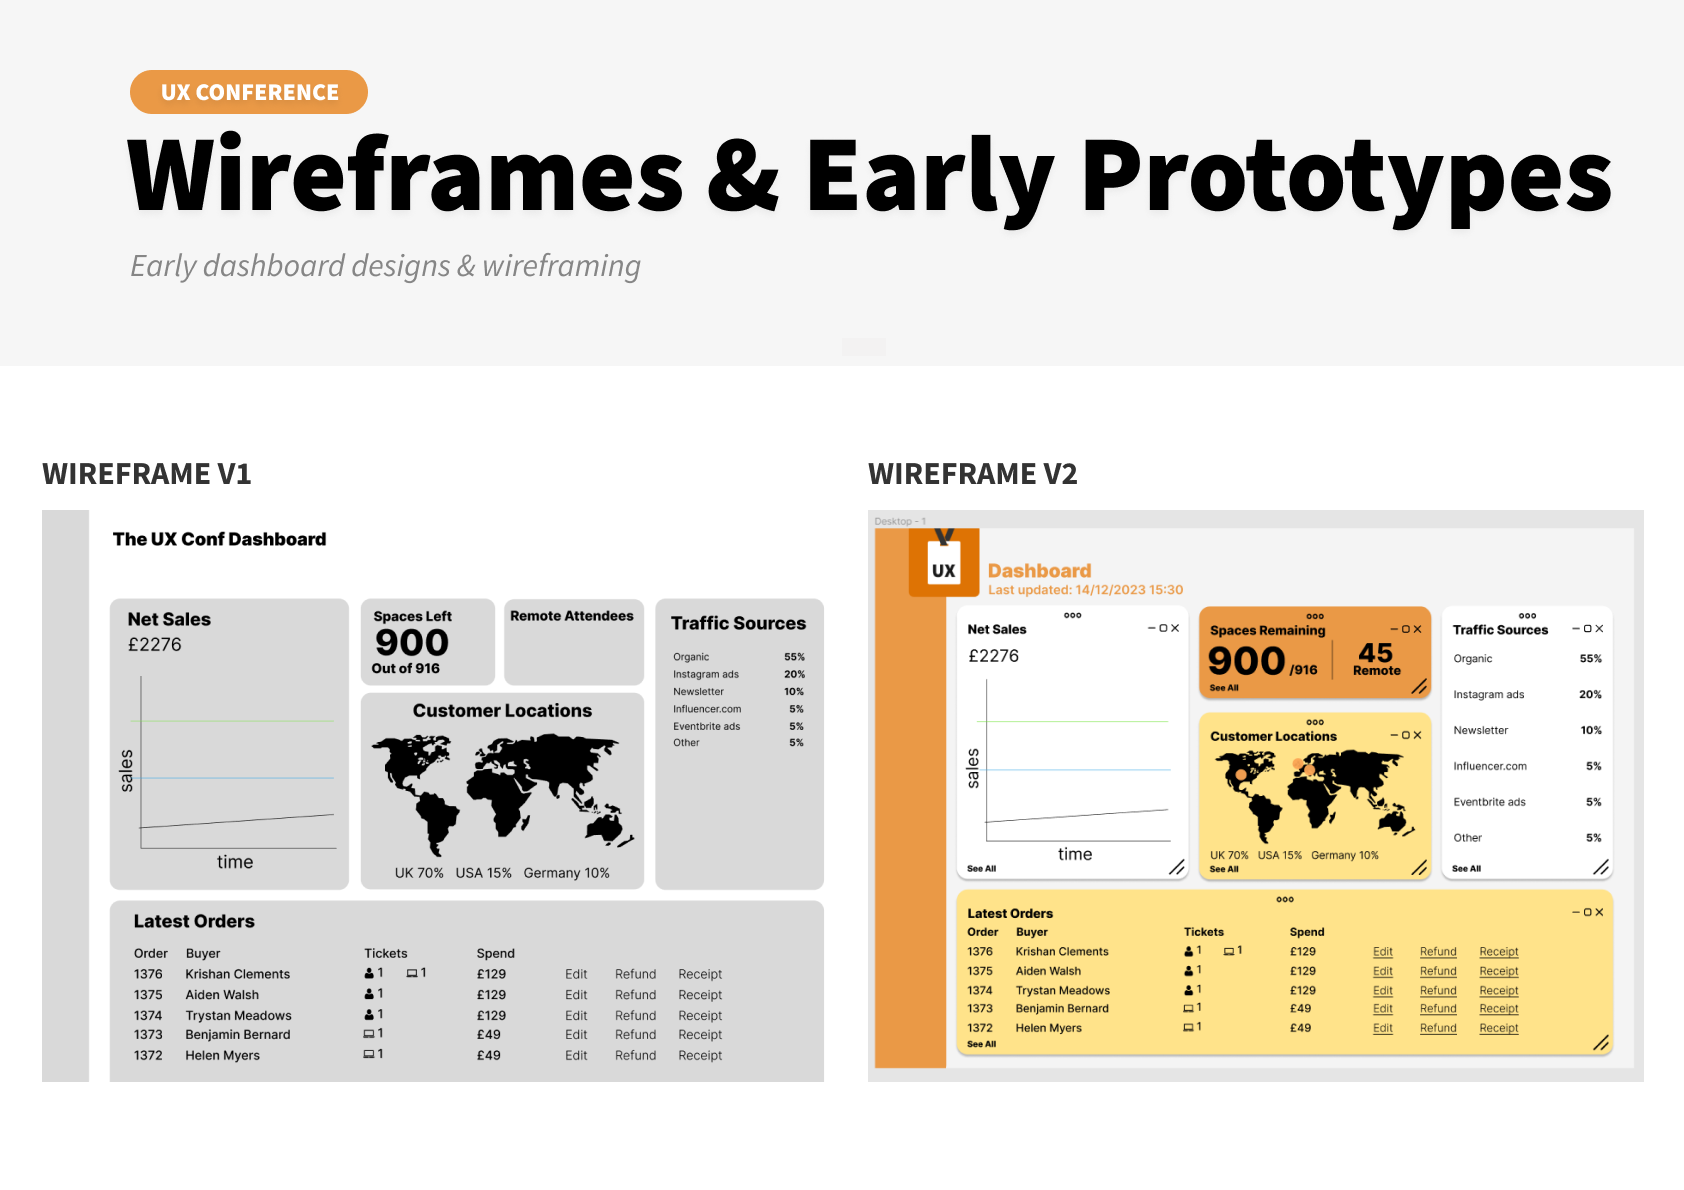 UX CONFERENCE
Wireframes & Early Prototypes
Early dashboard designs & wireframing
WIREFRAME V1
The UX Conf Dashboard
Net Sales
£2276
sales
time
Spaces Left
900
Out of 916
Remote Attendees
Customer Locations
UK 70% USA 15% Germany 10%
Traffic Sources
Organic 55%
Instagram ads 20%
Newsletter 10%
Influencer.com 5%
Eventbrite ads 5%
Other 5%
Latest Orders
Order Buyer Tickets Spend
1376 Krishan Clements 1 1 £129 Edit Refund Receipt
1375 Aiden Walsh 1 £129 Edit Refund Receipt
1374 Trystan Meadows 1 £129 Edit Refund Receipt
1373 Benjamin Bernard 1 £49 Edit Refund Receipt
1372 Helen Myers 1 £49 Edit Refund Receipt
WIREFRAME V2
Desktop – 1
UX
Dashboard
Last updated: 14/12/2023 15:30
Net Sales
£2276
sales
time
See All
Spaces Remaining
900 /916
45
Remote
See All
Customer Locations
UK 70% USA 15% Germany 10%
See All
Traffic Sources
Organic 55%
Instagram ads 20%
Newsletter 10%
Influencer.com 5%
Eventbrite ads 5%
Other 5%
See All
Latest Orders
Order Buyer Tickets Spend
1376 Krishan Clements 1 1 £129 Edit Refund Receipt
1375 Aiden Walsh 1 £129 Edit Refund Receipt
1374 Trystan Meadows 1 £129 Edit Refund Receipt
1373 Benjamin Bernard 1 £49 Edit Refund Receipt
1372 Helen Myers 1 £49 Edit Refund Receipt
See All